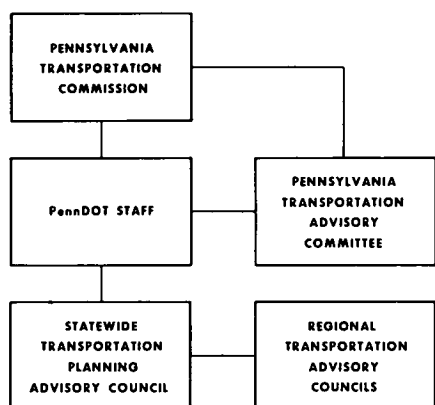 PENNSYLVANIA
TRANSPORTATION
COMMISSION
PennDOT STAFF
PENNSYLVANIA
TRANSPORTATION
ADVISORY
COMMITTEE
STATEWIDE
TRANSPORTATION
PLANNING
ADVISORY COUNCIL
REGIONAL
TRANSPORTATION
ADVISORY
COUNCILS